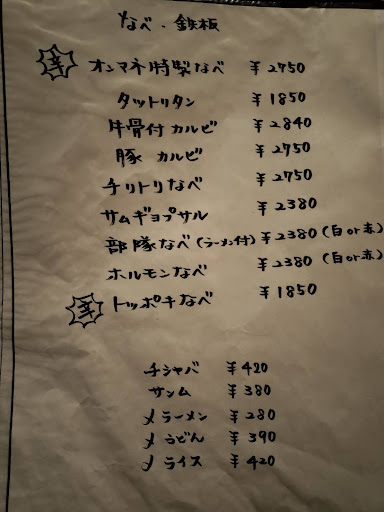 なべ・鉄板
辛 オンマネ特製なべ ¥2750
タットリタン ¥1850
牛骨付カルビ ¥2840
豚カルビ ¥2750
チリトリなべ ¥2750
サムギョプサル ¥2380
部隊なべ(ラーメン付) ¥2380(白or赤)
ホルモンなべ ¥2380(白or赤)
辛 トッポキなべ ¥1850
チシャバ ¥420
サンム ¥380
〆ラーメン ¥280
〆うどん ¥390
〆ライス ¥420